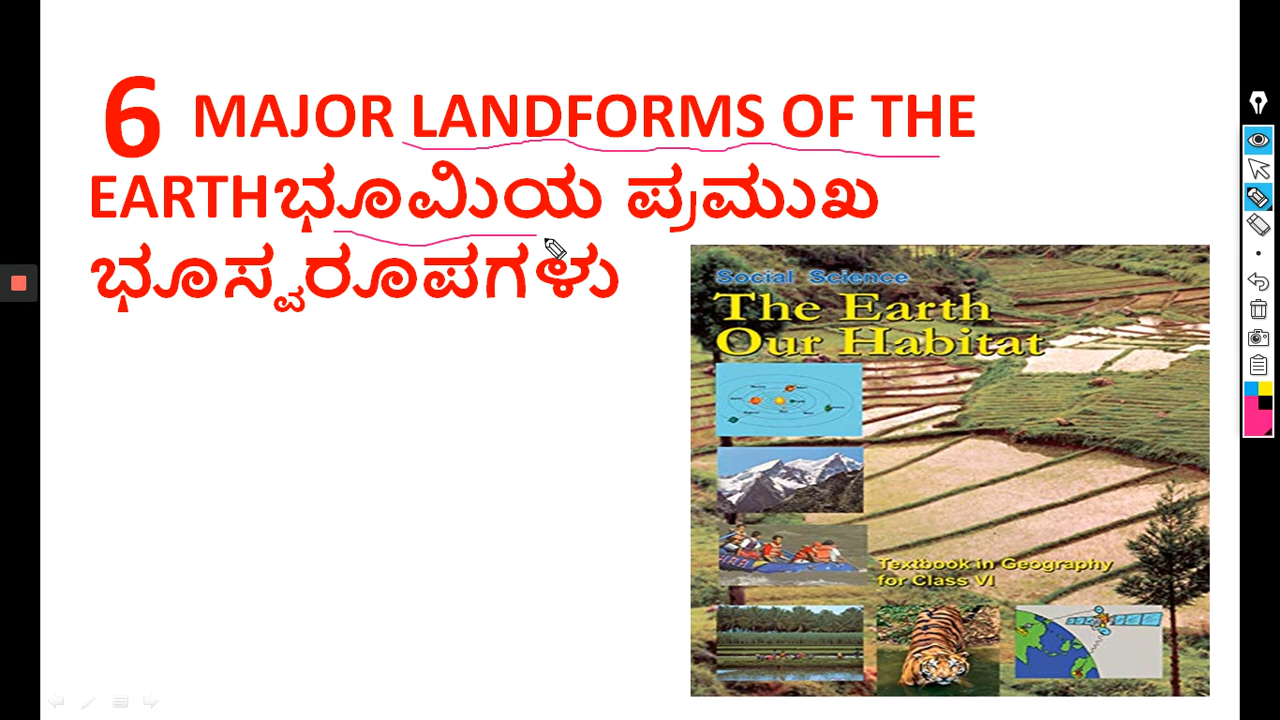 6 MAJOR LANDFORMS OF THE
EARTHಭೂಮಿಯ ಪ್ರಮುಖ
ಭೂಸ್ವರೂಪಗಳು
Social Science
The Earth
Our Habitat
Textbook in Geography
for Class VI